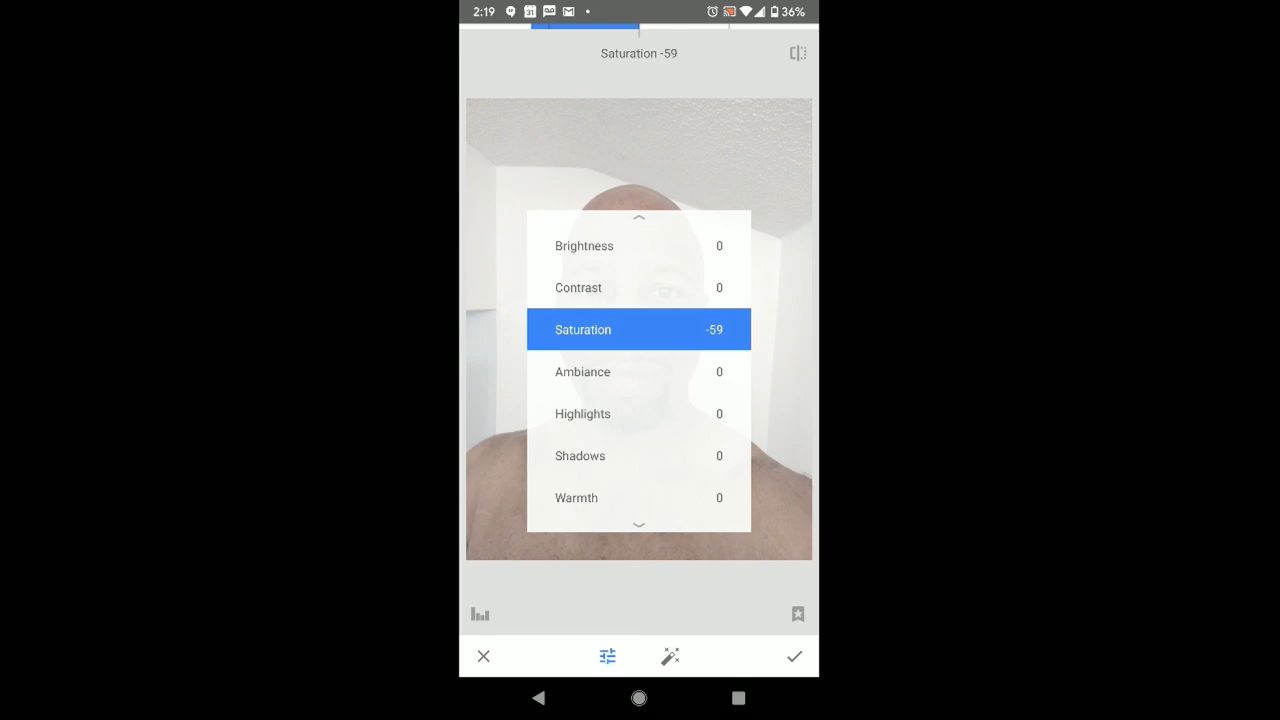 2:19 31 36%
Saturation -59
Brightness 0
Contrast 0
Saturation -59
Ambiance 0
Highlights 0
Shadows 0
Warmth 0